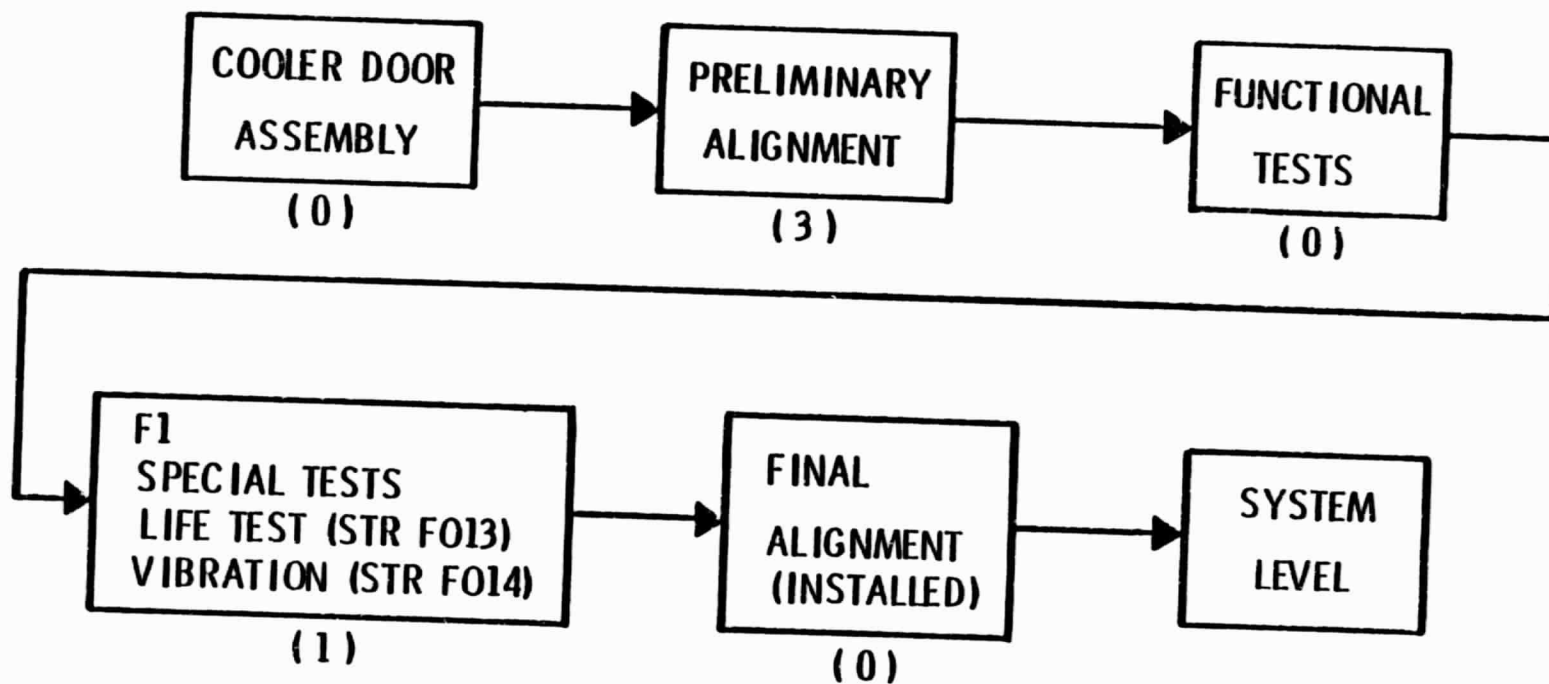 COOLER DOOR
ASSEMBLY
(0)
PRELIMINARY
ALIGNMENT
(3)
FUNCTIONAL
TESTS
(0)
F1
SPECIAL TESTS
LIFE TEST (STR F013)
VIBRATION (STR F014)
(1)
FINAL
ALIGNMENT
(INSTALLED)
(0)
SYSTEM
LEVEL